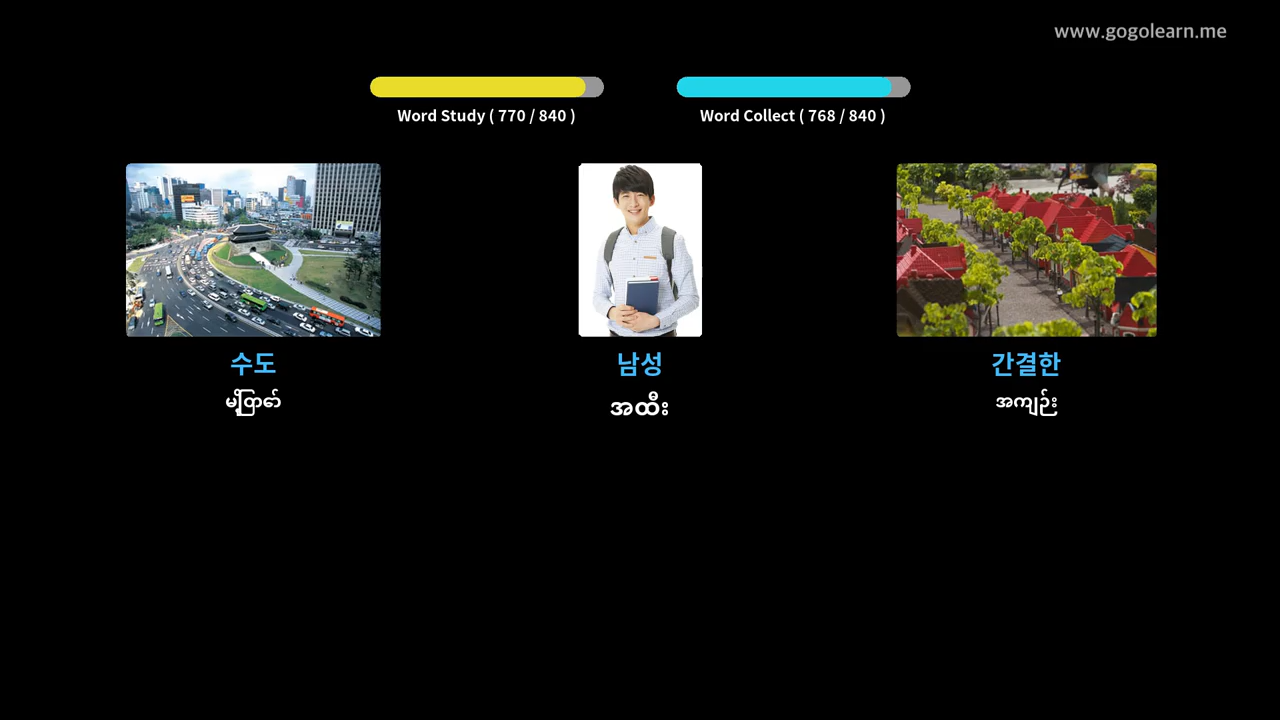 www.gogolearn.me
Word Study ( 770 / 840 )
Word Collect ( 768 / 840 )
수도
남성
간결한
မြို့တော်
အထီး
အကျဉ်း